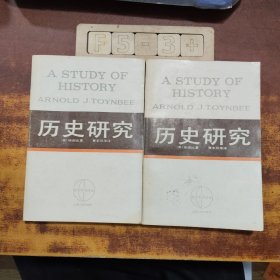 F5-3+
A STUDY OF
HISTORY
ARNOLD J. TOYNBEE
历史研究
A STUDY OF
HISTORY
ARNOLD J. TOYNBEE
历史研究